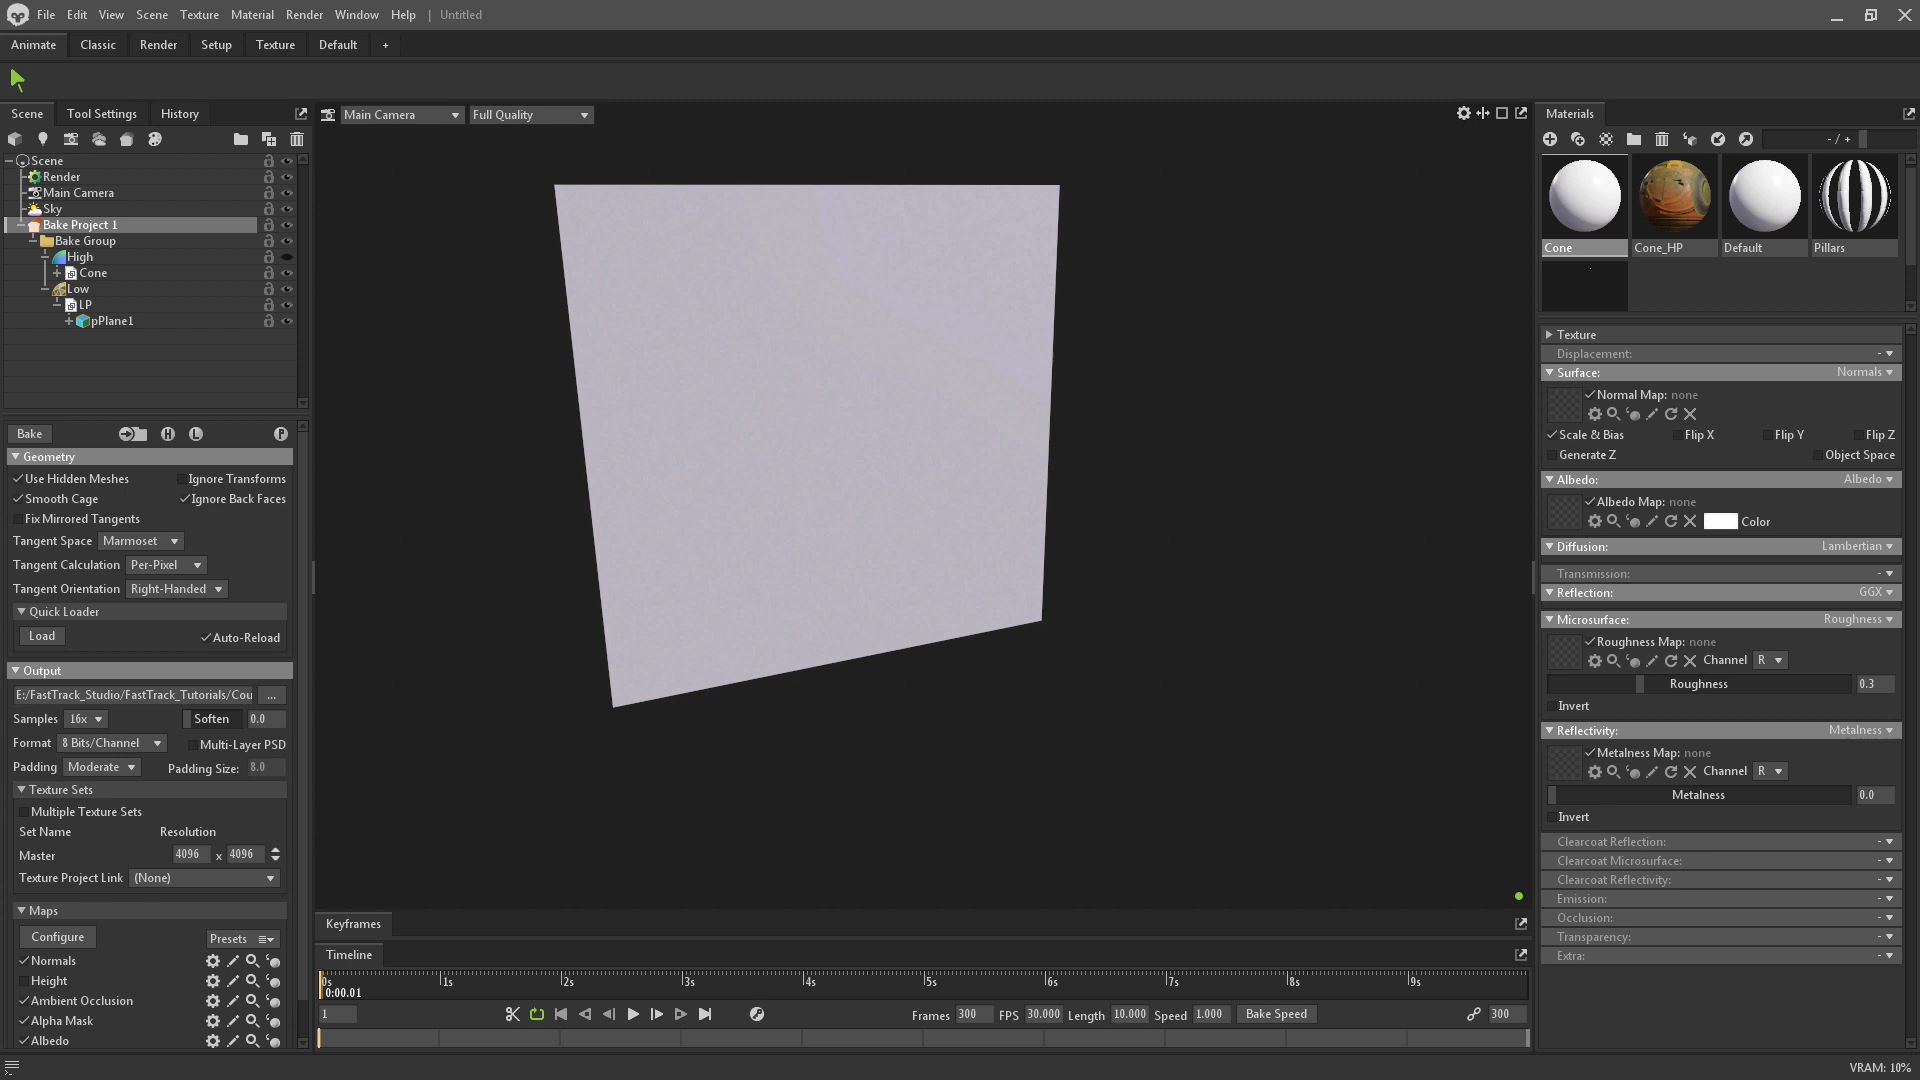 File Edit View Scene Texture Material Render Window Help | Untitled
Animate Classic Render Setup Texture Default +
Scene Tool Settings History
Main Camera Full Quality
Materials
- / +
Scene
Render
Main Camera
Sky
Bake Project 1
Bake Group
High
Cone
Low
LP
pPlane1
Cone Cone_HP Default Pillars
Bake H L P
Geometry
Use Hidden Meshes Ignore Transforms
Smooth Cage Ignore Back Faces
Fix Mirrored Tangents
Tangent Space Marmoset
Tangent Calculation Per-Pixel
Tangent Orientation Right-Handed
Quick Loader
Load Auto-Reload
Output
E:/FastTrack_Studio/FastTrack_Tutorials/Cou ...
Samples 16x Soften 0.0
Format 8 Bits/Channel Multi-Layer PSD
Padding Moderate Padding Size: 8.0
Texture Sets
Multiple Texture Sets
Set Name Resolution
Master 4096 x 4096
Texture Project Link (None)
Maps
Configure Presets
Normals
Height
Ambient Occlusion
Alpha Mask
Albedo
Keyframes
Timeline
0s 1s 2s 3s 4s 5s 6s 7s 8s 9s
0:00.01
1 Frames 300 FPS 30.000 Length 10.000 Speed 1.000 Bake Speed 300
Texture
Displacement: -
Surface: Normals
Normal Map: none
Scale & Bias Flip X Flip Y Flip Z
Generate Z Object Space
Albedo: Albedo
Albedo Map: none
Color
Diffusion: Lambertian
Transmission: -
Reflection: GGX
Microsurface: Roughness
Roughness Map: none
Channel R
Roughness 0.3
Invert
Reflectivity: Metalness
Metalness Map: none
Channel R
Metalness 0.0
Invert
Clearcoat Reflection: -
Clearcoat Microsurface: -
Clearcoat Reflectivity: -
Emission: -
Occlusion: -
Transparency: -
Extra: -
VRAM: 10%